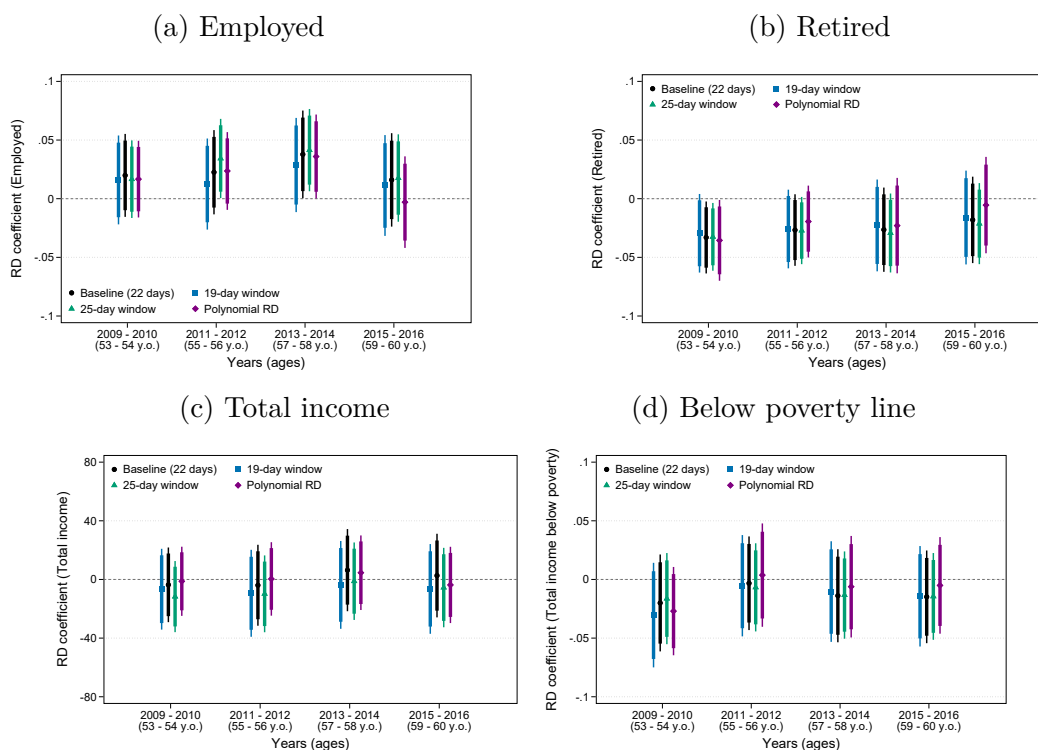 (a) Employed
.1
.05
0
-.05
-.1
RD coefficient (Employed)
Baseline (22 days)
19-day window
25-day window
Polynomial RD
2009 - 2010
(53 - 54 y.o.)
2011 - 2012
(55 - 56 y.o.)
2013 - 2014
(57 - 58 y.o.)
2015 - 2016
(59 - 60 y.o.)
Years (ages)
(b) Retired
.1
.05
0
-.05
-.1
RD coefficient (Retired)
Baseline (22 days)
19-day window
25-day window
Polynomial RD
2009 - 2010
(53 - 54 y.o.)
2011 - 2012
(55 - 56 y.o.)
2013 - 2014
(57 - 58 y.o.)
2015 - 2016
(59 - 60 y.o.)
Years (ages)
(c) Total income
80
40
0
-40
-80
RD coefficient (Total income)
Baseline (22 days)
19-day window
25-day window
Polynomial RD
2009 - 2010
(53 - 54 y.o.)
2011 - 2012
(55 - 56 y.o.)
2013 - 2014
(57 - 58 y.o.)
2015 - 2016
(59 - 60 y.o.)
Years (ages)
(d) Below poverty line
.1
.05
0
-.05
-.1
RD coefficient (Total income below poverty)
Baseline (22 days)
19-day window
25-day window
Polynomial RD
2009 - 2010
(53 - 54 y.o.)
2011 - 2012
(55 - 56 y.o.)
2013 - 2014
(57 - 58 y.o.)
2015 - 2016
(59 - 60 y.o.)
Years (ages)